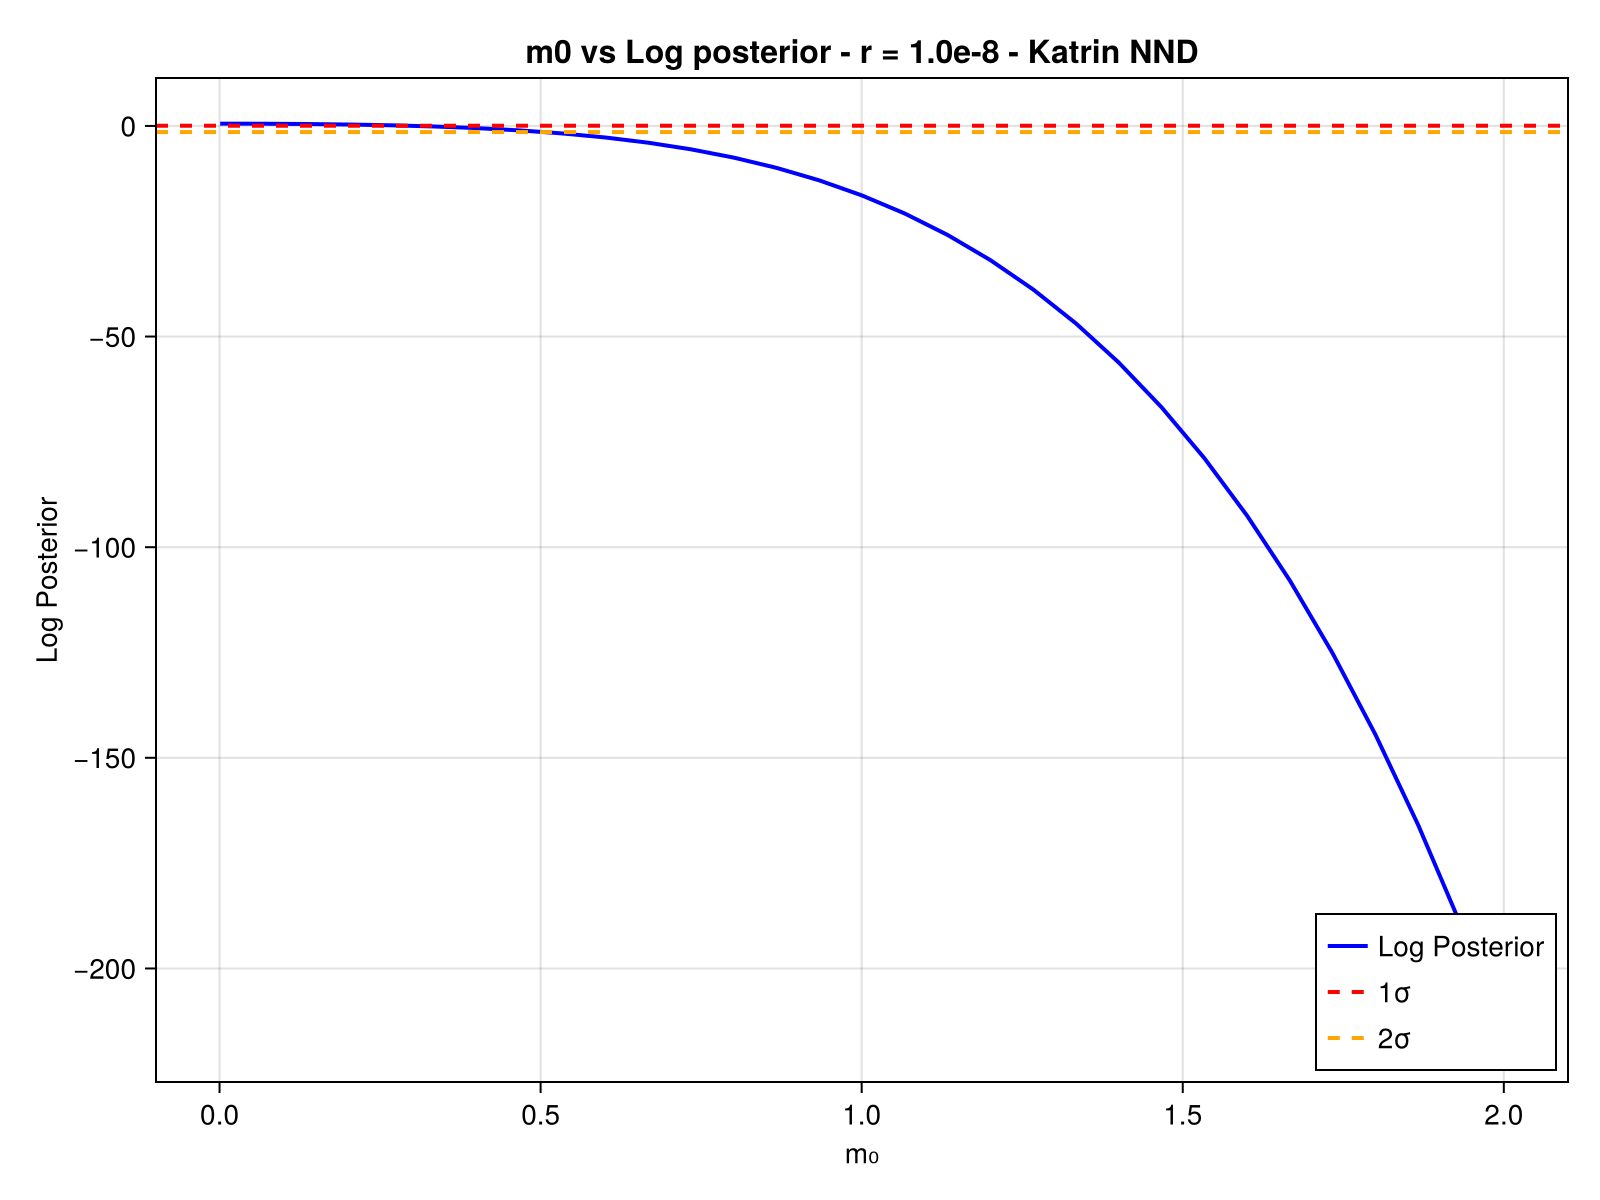 m0 vs Log posterior - r = 1.0e-8 - Katrin NND
0
−50
−100
−150
−200
Log Posterior
Log Posterior
1σ
2σ
0.0 0.5 1.0 1.5 2.0
m₀